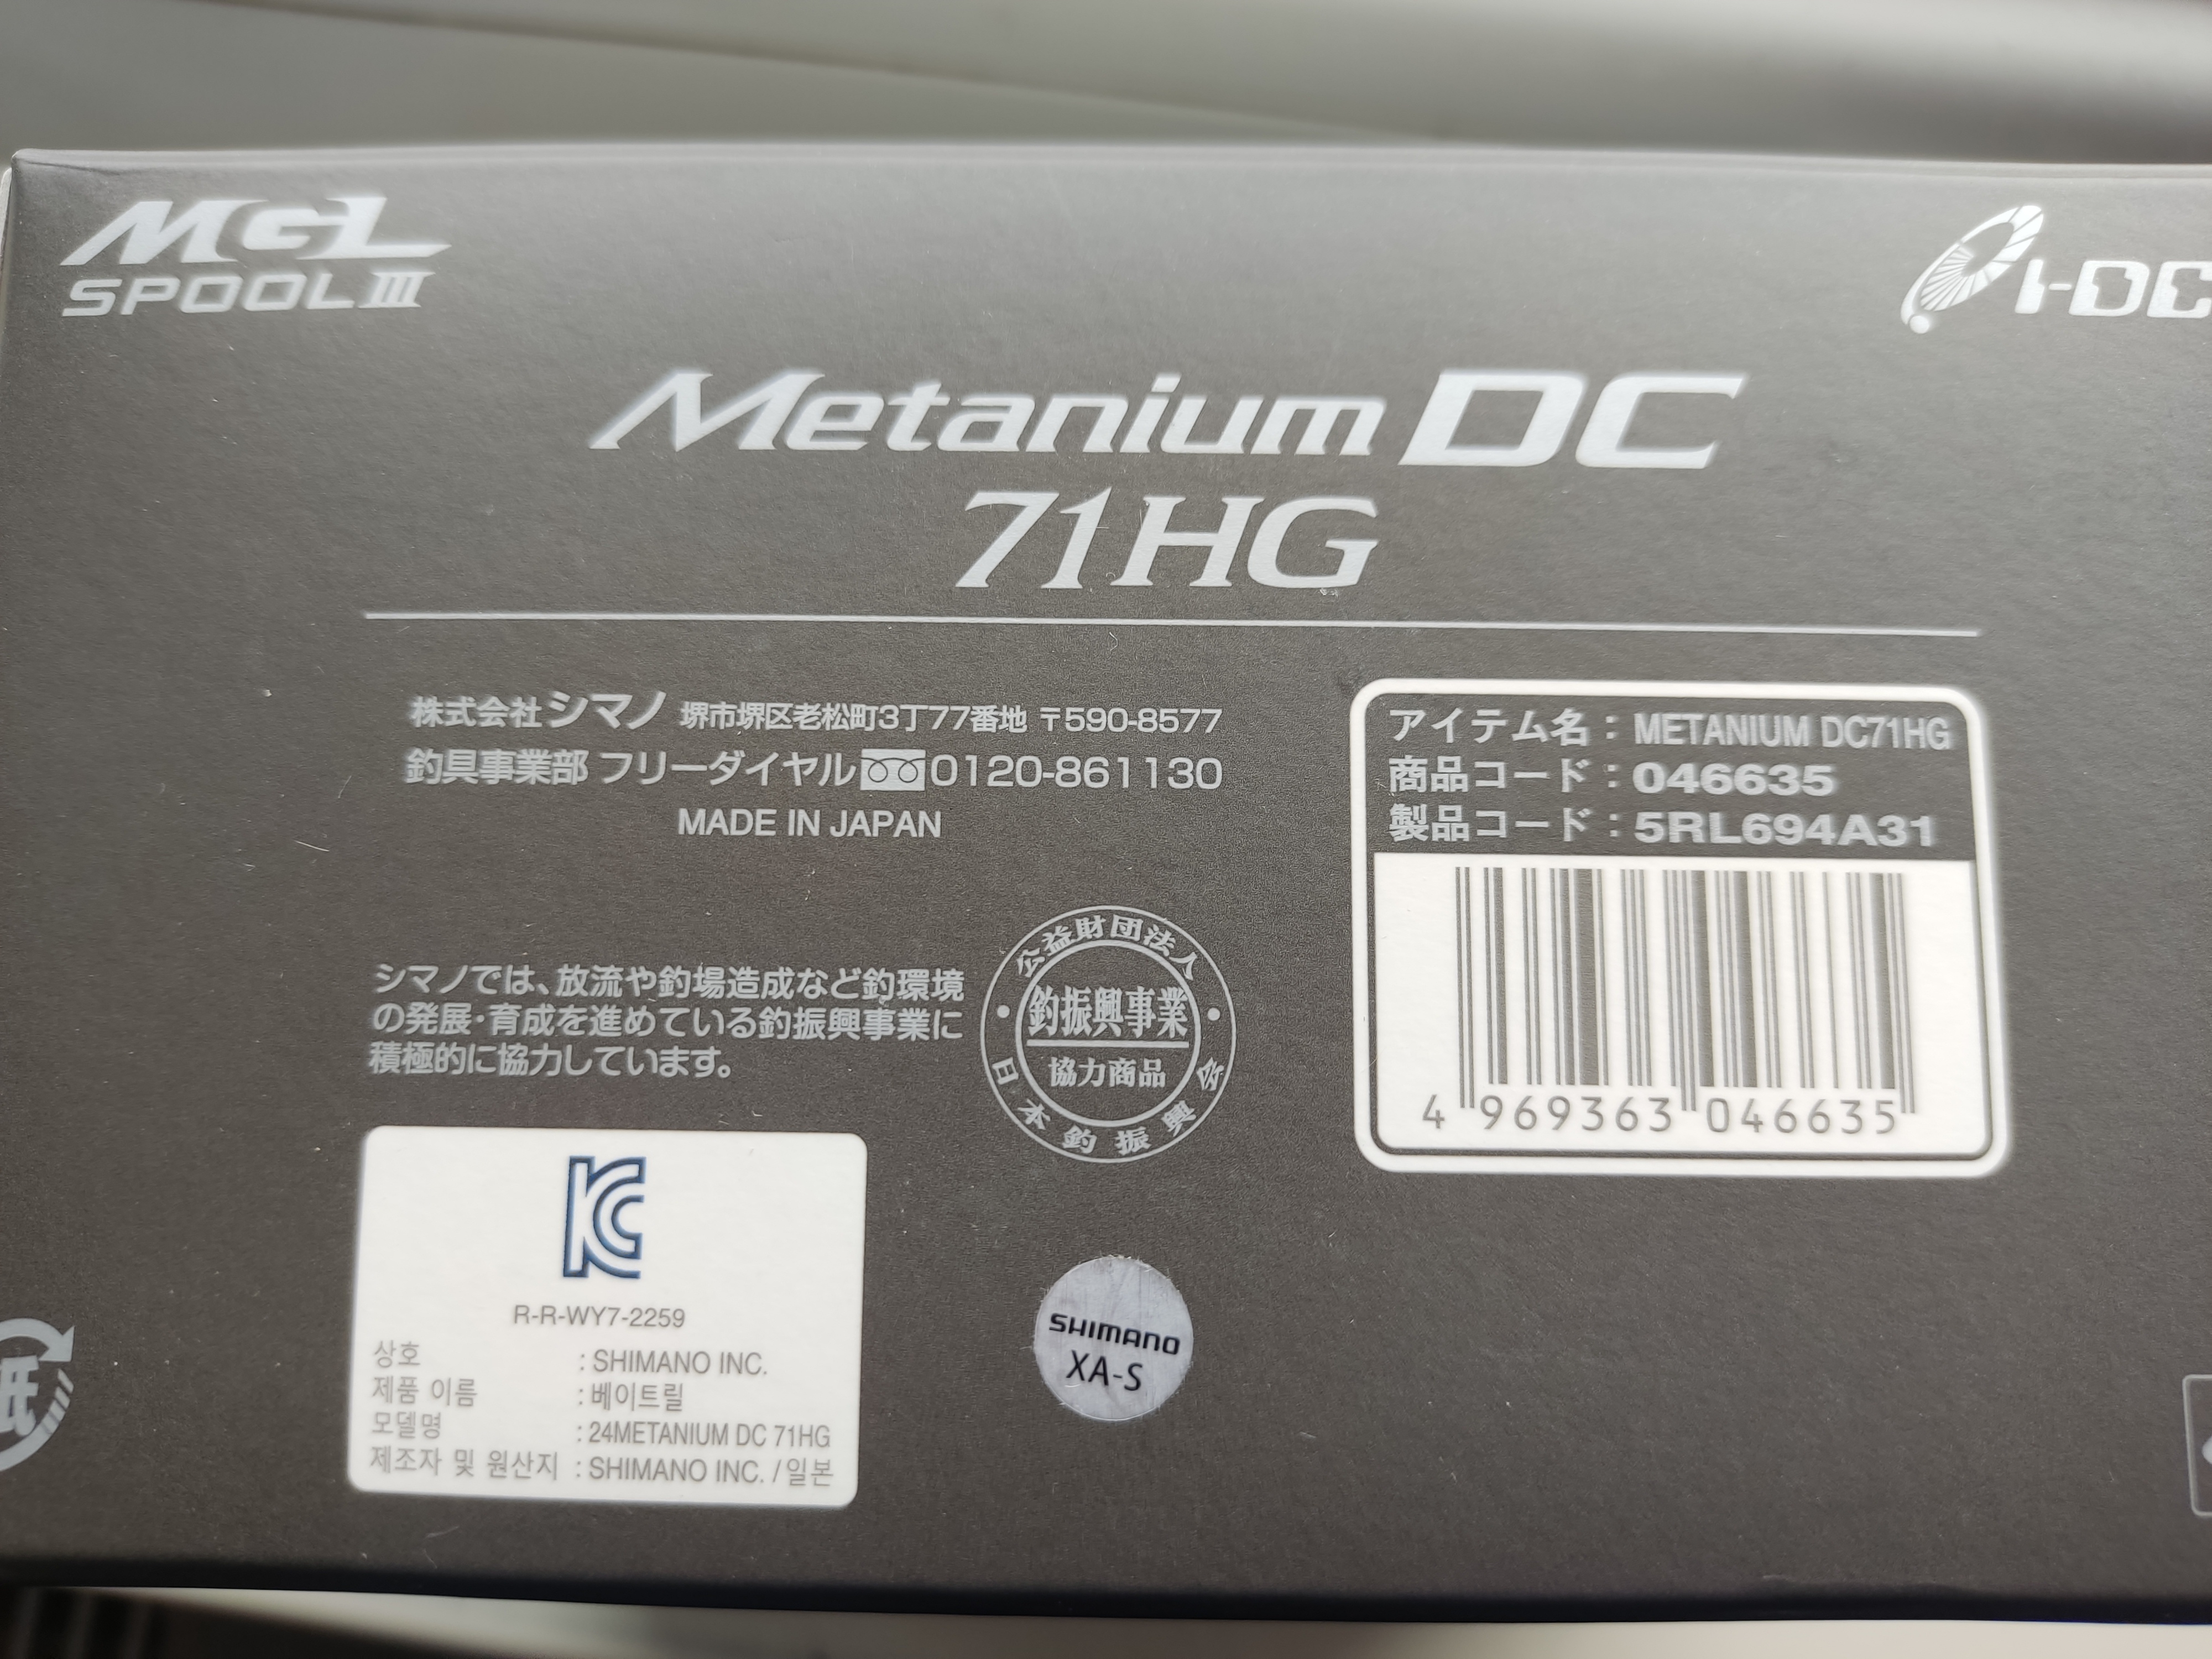 MGL
SPOOL III
I-DC
Metanium DC
71HG
株式会社シマノ 堺市堺区老松町3丁77番地 〒590-8577
釣具事業部 フリーダイヤル 0120-861130
MADE IN JAPAN
アイテム名：METANIUM DC71HG
商品コード：046635
製品コード：5RL694A31
4 969363 046635
シマノでは、放流や釣場造成など釣環境
の発展・育成を進めている釣振興事業に
積極的に協力しています。
公益財団法人
釣振興事業
協力商品
日本釣振興会
R-R-WY7-2259
상호 : SHIMANO INC.
제품 이름 : 베이트릴
모델명 : 24METANIUM DC 71HG
제조자 및 원산지 : SHIMANO INC. / 일본
SHIMANO
XA-S
紙